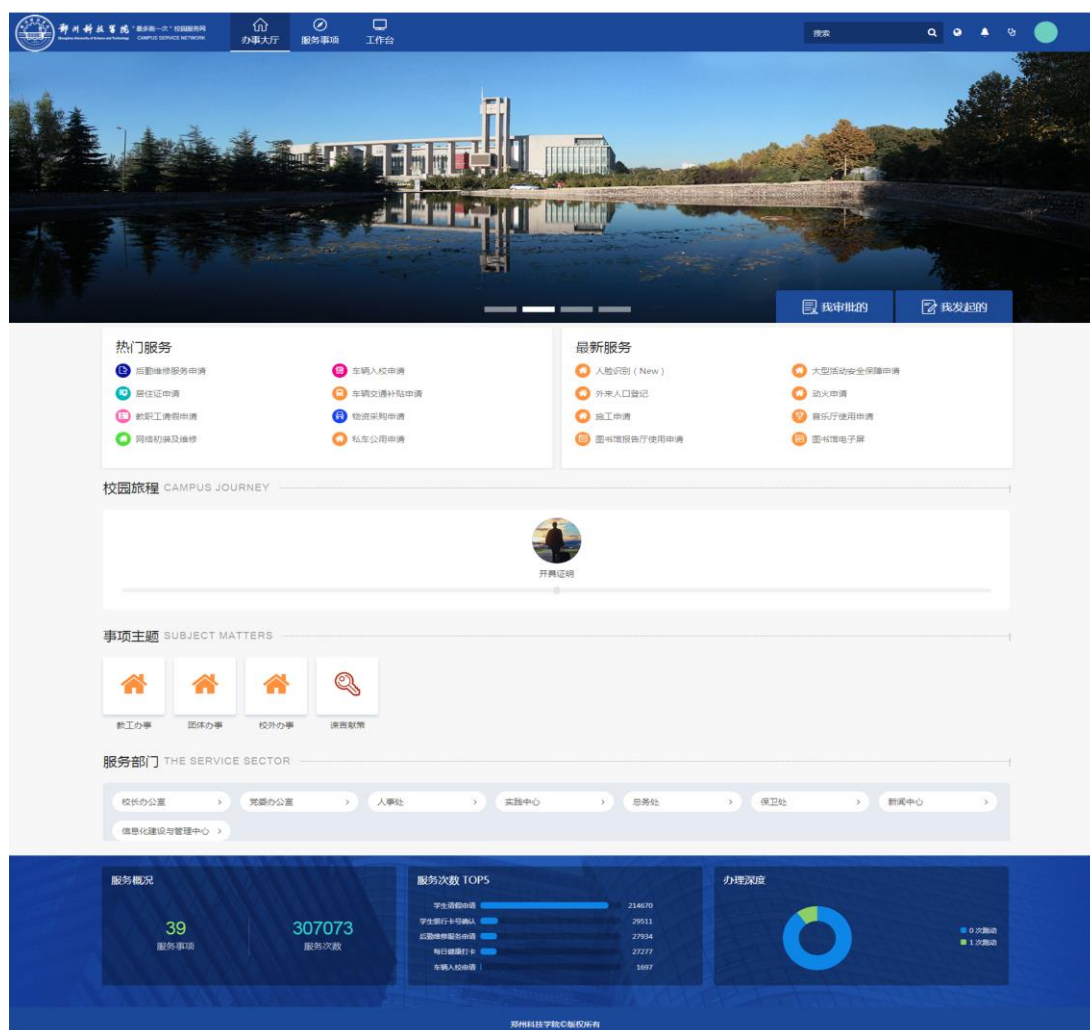 郑州科技学院
"最多跑一次"校园服务网
CAMPUS SERVICE NETWORK
办事大厅
服务事项
工作台
搜索
我审批的
我发起的
热门服务
后勤维修服务申请
车辆入校申请
居住证申请
车辆交通补贴申请
教职工请假申请
物资采购申请
网络初装及维修
私车公用申请
最新服务
人脸识别（New）
大型活动安全保障申请
外来人口登记
动火申请
施工申请
音乐厅使用申请
图书馆报告厅使用申请
图书馆电子屏
校园旅程 CAMPUS JOURNEY
开具证明
事项主题 SUBJECT MATTERS
教工办事
团体办事
校外办事
谏言献策
服务部门 THE SERVICE SECTOR
校长办公室
党委办公室
人事处
实践中心
总务处
保卫处
新闻中心
信息化建设与管理中心
服务概况
39
服务事项
307073
服务次数
服务次数 TOP5
学生请假申请 214670
学生银行卡号确认 29511
后勤维修服务申请 27934
每日健康打卡 27277
车辆入校申请 1697
办理深度
0 次跑动
1 次跑动
郑州科技学院©版权所有